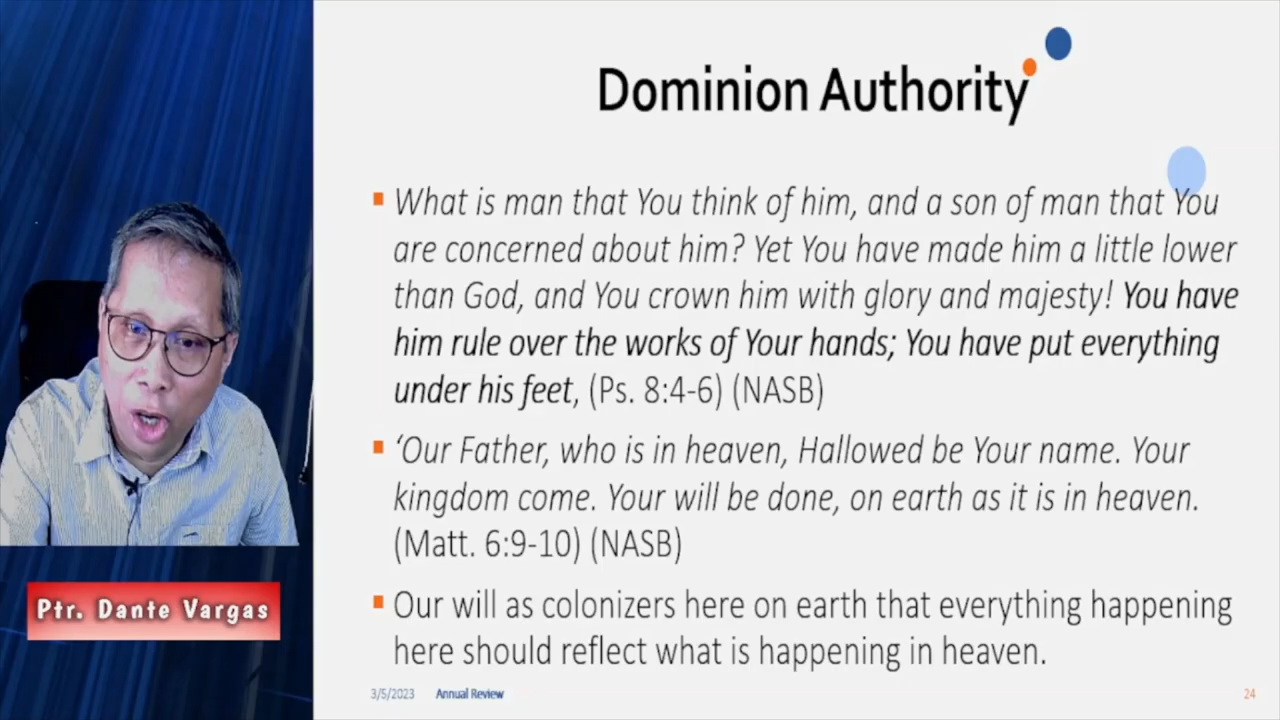 Dominion Authority
What is man that You think of him, and a son of man that You
are concerned about him? Yet You have made him a little lower
than God, and You crown him with glory and majesty! You have
him rule over the works of Your hands; You have put everything
under his feet, (Ps. 8:4-6) (NASB)
‘Our Father, who is in heaven, Hallowed be Your name. Your
kingdom come. Your will be done, on earth as it is in heaven.
(Matt. 6:9-10) (NASB)
Our will as colonizers here on earth that everything happening
here should reflect what is happening in heaven.
Ptr. Dante Vargas
3/5/2023 Annual Review 24